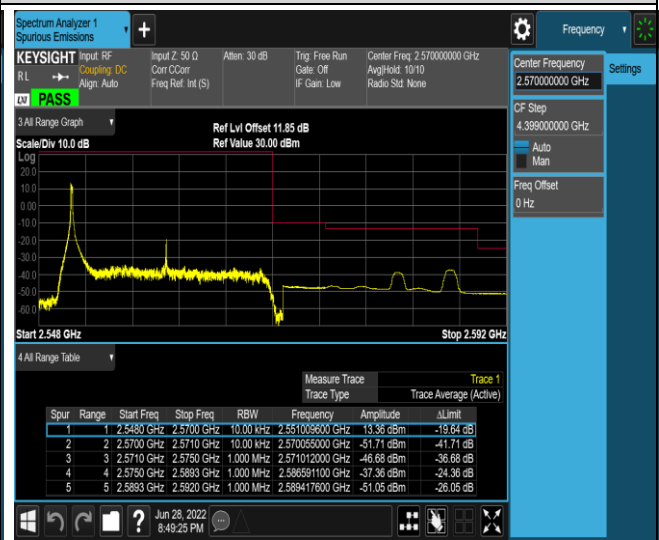 Spectrum Analyzer 1
Spurious Emissions
+
Frequency
KEYSIGHT Input: RF Input Z: 50 Ω Atten: 30 dB Trig: Free Run Center Freq: 2.570000000 GHz
RL Coupling: DC Corr CCorr Gate: Off Avg|Hold: 10/10
Align: Auto Freq Ref: Int (S) IF Gain: Low Radio Std: None
LXI PASS
Center Frequency
2.570000000 GHz
Settings
CF Step
4.399000000 GHz
Auto
Man
Freq Offset
0 Hz
3 All Range Graph
Ref Lvl Offset 11.85 dB
Scale/Div 10.0 dB Ref Value 30.00 dBm
Log
20.0
10.0
0.00
-10.0
-20.0
-30.0
-40.0
-50.0
-60.0
Start 2.548 GHz Stop 2.592 GHz
4 All Range Table
Measure Trace Trace 1
Trace Type Trace Average (Active)
Spur Range Start Freq Stop Freq RBW Frequency Amplitude ΔLimit
1 1 2.5480 GHz 2.5700 GHz 10.00 kHz 2.551009600 GHz 13.36 dBm -19.64 dB
2 2 2.5700 GHz 2.5710 GHz 10.00 kHz 2.570055000 GHz -51.71 dBm -41.71 dB
3 3 2.5710 GHz 2.5750 GHz 1.000 MHz 2.571012000 GHz -46.68 dBm -36.68 dB
4 4 2.5750 GHz 2.5893 GHz 1.000 MHz 2.586591100 GHz -37.36 dBm -24.36 dB
5 5 2.5893 GHz 2.5920 GHz 1.000 MHz 2.589417600 GHz -51.05 dBm -26.05 dB
? Jun 28, 2022
8:49:25 PM